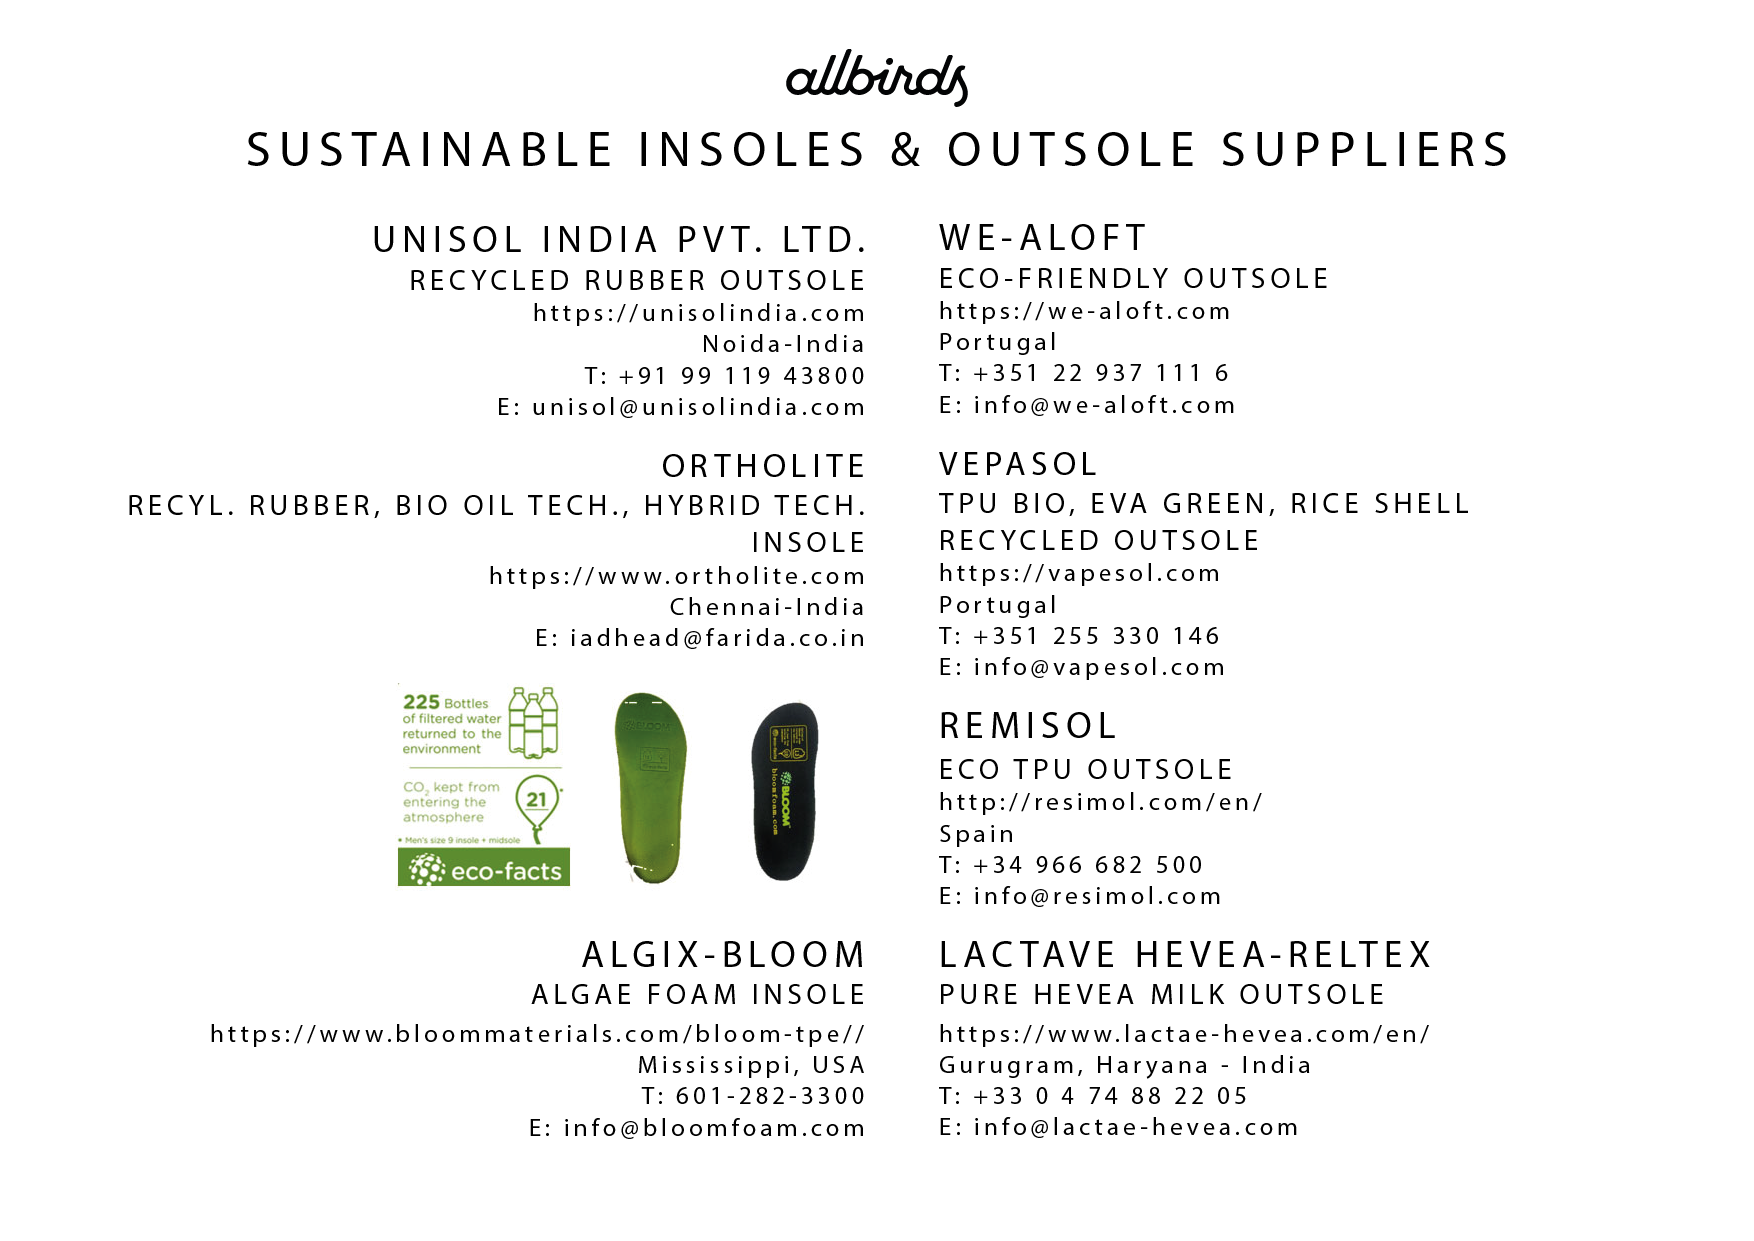 allbirds
SUSTAINABLE INSOLES & OUTSOLE SUPPLIERS
UNISOL INDIA PVT. LTD.
RECYCLED RUBBER OUTSOLE
https://unisolindia.com
Noida-India
T: +91 99 119 43800
E: unisol@unisolindia.com
ORTHOLITE
RECYL. RUBBER, BIO OIL TECH., HYBRID TECH.
INSOLE
https://www.ortholite.com
Chennai-India
E: iadhead@farida.co.in
225 Bottles
of filtered water
returned to the
environment
CO2 kept from
entering the
atmosphere
21*
* Men's size 9 insole + midsole
eco-facts
BLOOM
BLOOM
bloomfoam.com
ALGIX-BLOOM
ALGAE FOAM INSOLE
https://www.bloommaterials.com/bloom-tpe//
Mississippi, USA
T: 601-282-3300
E: info@bloomfoam.com
WE-ALOFT
ECO-FRIENDLY OUTSOLE
https://we-aloft.com
Portugal
T: +351 22 937 111 6
E: info@we-aloft.com
VEPASOL
TPU BIO, EVA GREEN, RICE SHELL
RECYCLED OUTSOLE
https://vapesol.com
Portugal
T: +351 255 330 146
E: info@vapesol.com
REMISOL
ECO TPU OUTSOLE
http://resimol.com/en/
Spain
T: +34 966 682 500
E: info@resimol.com
LACTAVE HEVEA-RELTEX
PURE HEVEA MILK OUTSOLE
https://www.lactae-hevea.com/en/
Gurugram, Haryana - India
T: +33 0 4 74 88 22 05
E: info@lactae-hevea.com